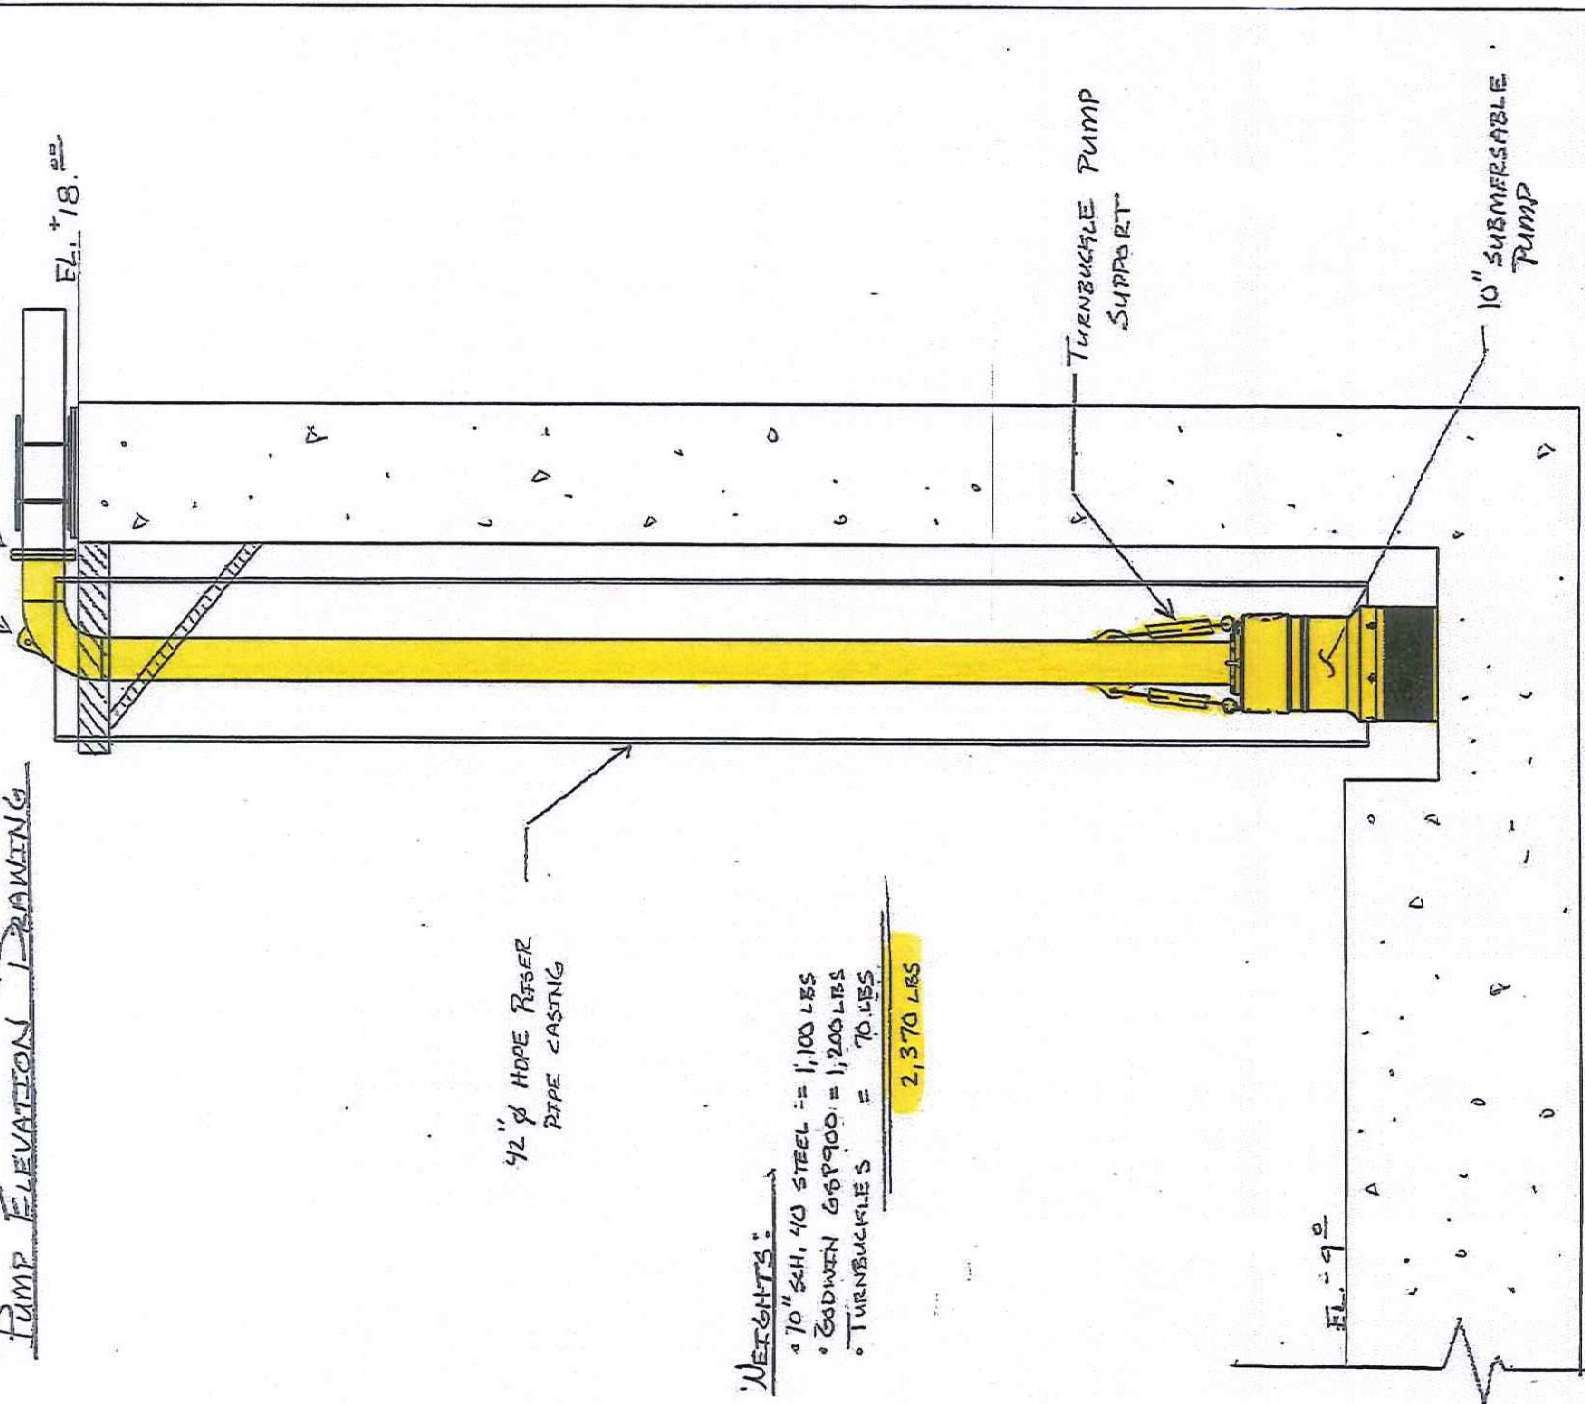 PUMP ELEVATION DRAWING
EL. +18.00
TURNBUCKLE PUMP
SUPPORT
10" SUBMERSABLE
PUMP
42" ø HDPE RISER
PIPE CASING
WEIGHTS:
• 10" SCH. 40 STEEL = 1,100 LBS
• GODWIN GSP900 = 1,200 LBS
• TURNBUCKLES = 70 LBS
2,370 LBS
EL. -9.0